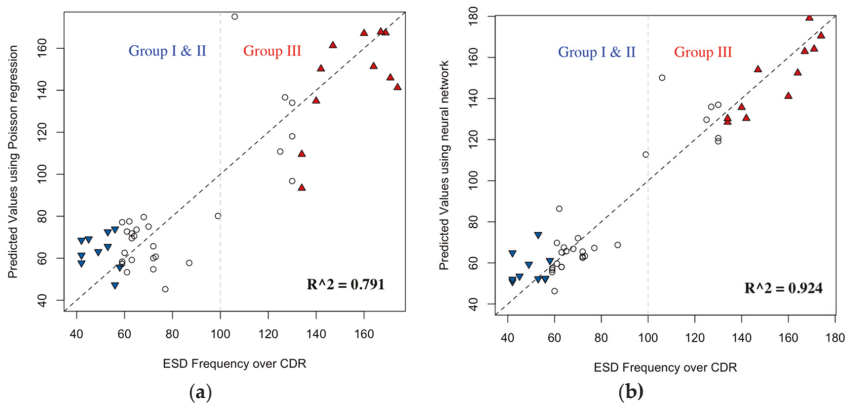 Group I & II
Group III
R^2 = 0.791
Predicted Values using Poisson regression
40
60
80
100
120
140
160
40
60
80
100
120
140
160
ESD Frequency over CDR
(a)
Group I & II
Group III
R^2 = 0.924
Predicted Values using neural network
40
60
80
100
120
140
160
180
40
60
80
100
120
140
160
180
ESD Frequency over CDR
(b)